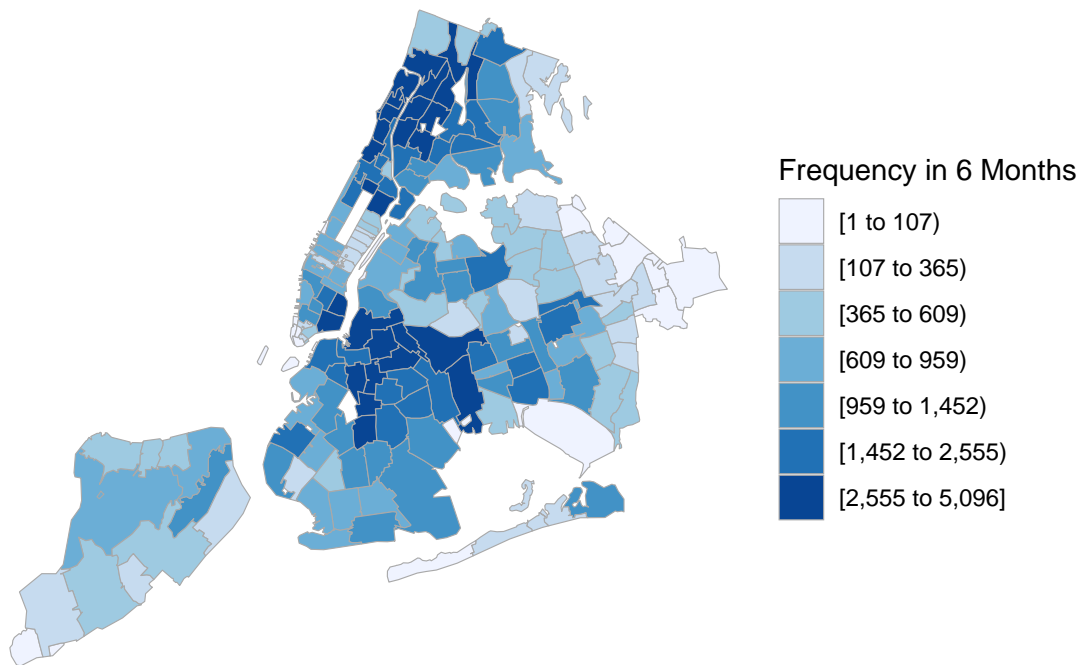 Frequency in 6 Months
[1 to 107)
[107 to 365)
[365 to 609)
[609 to 959)
[959 to 1,452)
[1,452 to 2,555)
[2,555 to 5,096]